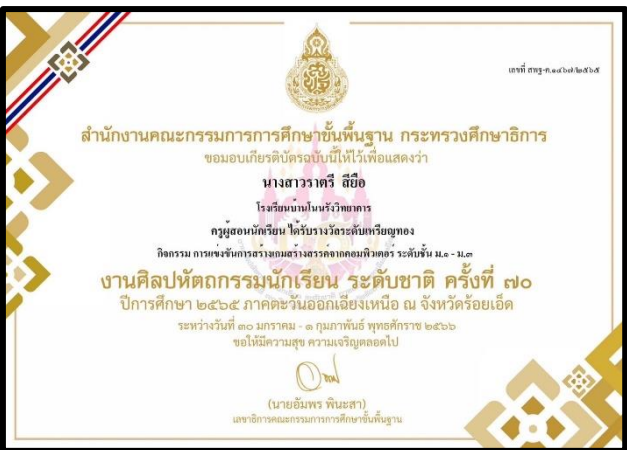 เลขที่ สพฐ-ค.๑๔๖๗/๒๕๖๕
สำนักงานคณะกรรมการการศึกษาขั้นพื้นฐาน กระทรวงศึกษาธิการ
ขอมอบเกียรติบัตรฉบับนี้ให้ไว้เพื่อแสดงว่า
นางสาวราตรี สียือ
โรงเรียนบ้านโนนรังวิทยาคาร
ครูผู้สอนนักเรียน ได้รับรางวัลระดับเหรียญทอง
กิจกรรม การแข่งขันการสร้างเกมสร้างสรรค์จากคอมพิวเตอร์ ระดับชั้น ม.๑ - ม.๓
งานศิลปหัตถกรรมนักเรียน ระดับชาติ ครั้งที่ ๗๐
ปีการศึกษา ๒๕๖๕ ภาคตะวันออกเฉียงเหนือ ณ จังหวัดร้อยเอ็ด
ระหว่างวันที่ ๓๐ มกราคม - ๑ กุมภาพันธ์ พุทธศักราช ๒๕๖๖
ขอให้มีความสุข ความเจริญตลอดไป
(นายอัมพร พินะสา)
เลขาธิการคณะกรรมการการศึกษาขั้นพื้นฐาน